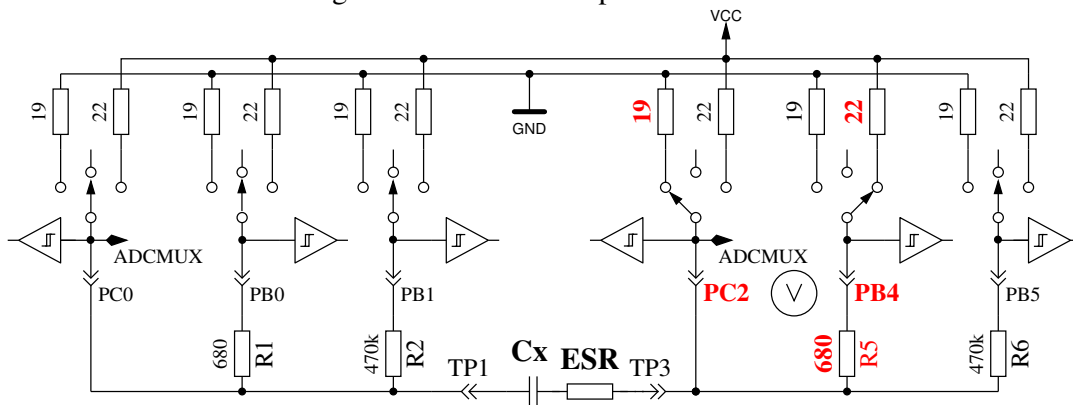 VCC
19
22
19
22
19
22
GND
19
22
19
22
19
22
ADCMUX
ADCMUX
PC0
PB0
PB1
PC2
V
PB4
PB5
680
R1
470k
R2
680
R5
470k
R6
TP1
Cx
ESR
TP3